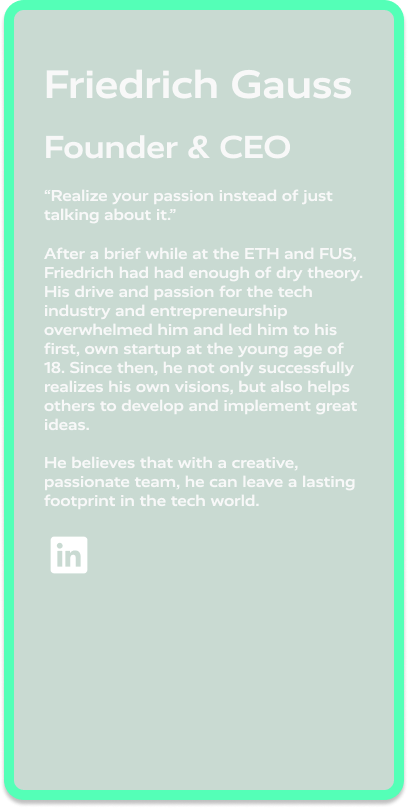 Friedrich Gauss
Founder & CEO
“Realize your passion instead of just
talking about it.”
After a brief while at the ETH and FUS,
Friedrich had had enough of dry theory.
His drive and passion for the tech
industry and entrepreneurship
overwhelmed him and led him to his
first, own startup at the young age of
18. Since then, he not only successfully
realizes his own visions, but also helps
others to develop and implement great
ideas.
He believes that with a creative,
passionate team, he can leave a lasting
footprint in the tech world.
in